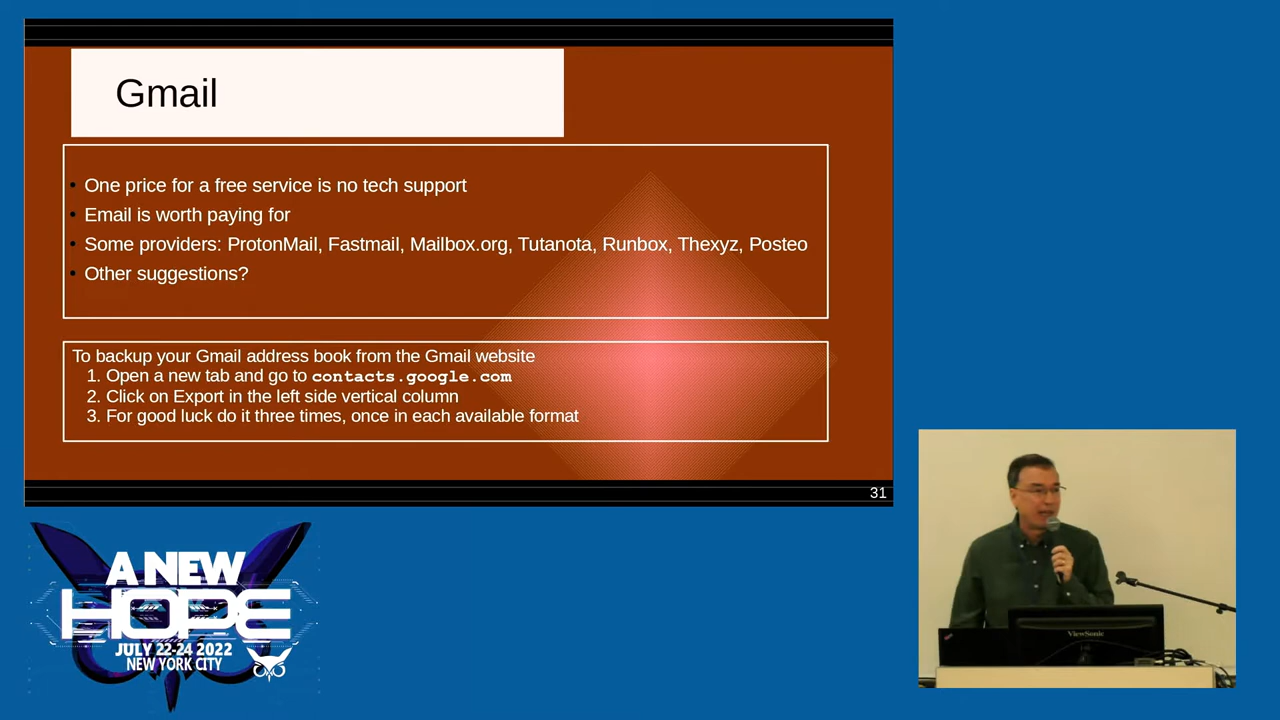 Gmail
• One price for a free service is no tech support
• Email is worth paying for
• Some providers: ProtonMail, Fastmail, Mailbox.org, Tutanota, Runbox, Thexyz, Posteo
• Other suggestions?
To backup your Gmail address book from the Gmail website
1. Open a new tab and go to contacts.google.com
2. Click on Export in the left side vertical column
3. For good luck do it three times, once in each available format
31
A NEW
HOPE
JULY 22-24 2022
NEW YORK CITY
ViewSonic